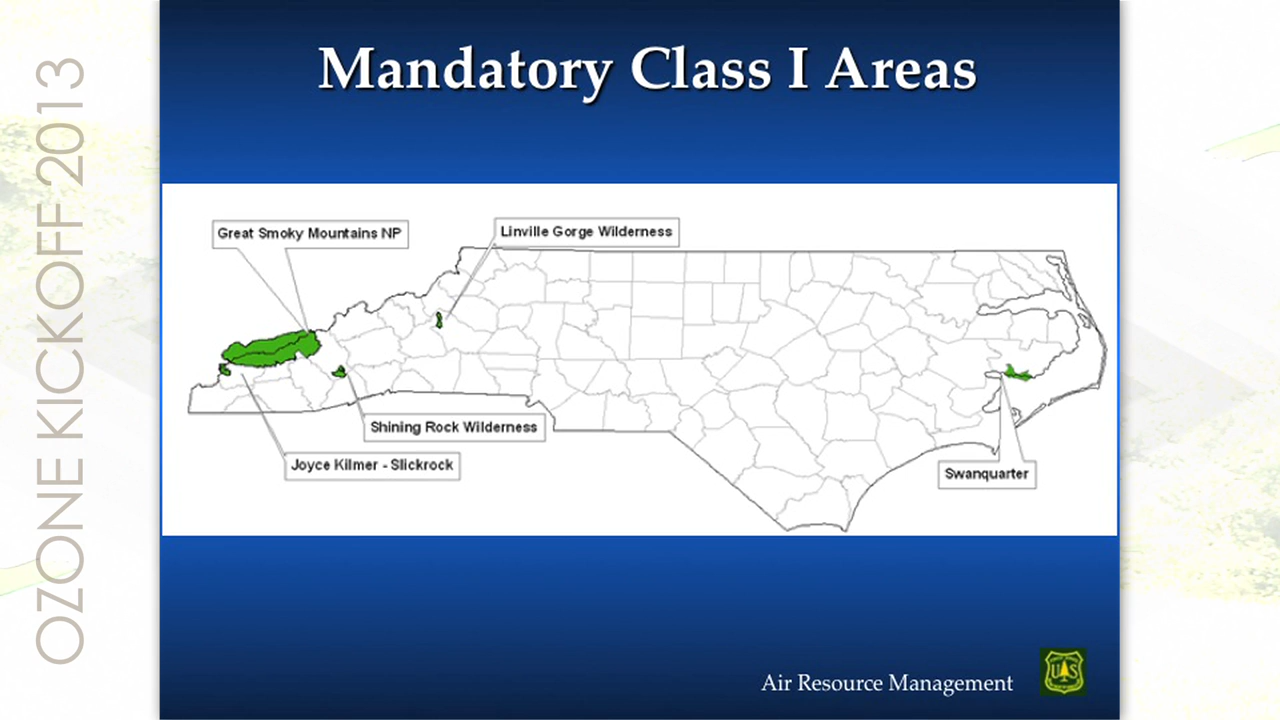 OZONE KICKOFF 2013
Mandatory Class I Areas
Great Smoky Mountains NP
Linville Gorge Wilderness
Shining Rock Wilderness
Joyce Kilmer - Slickrock
Swanquarter
Air Resource Management
U S